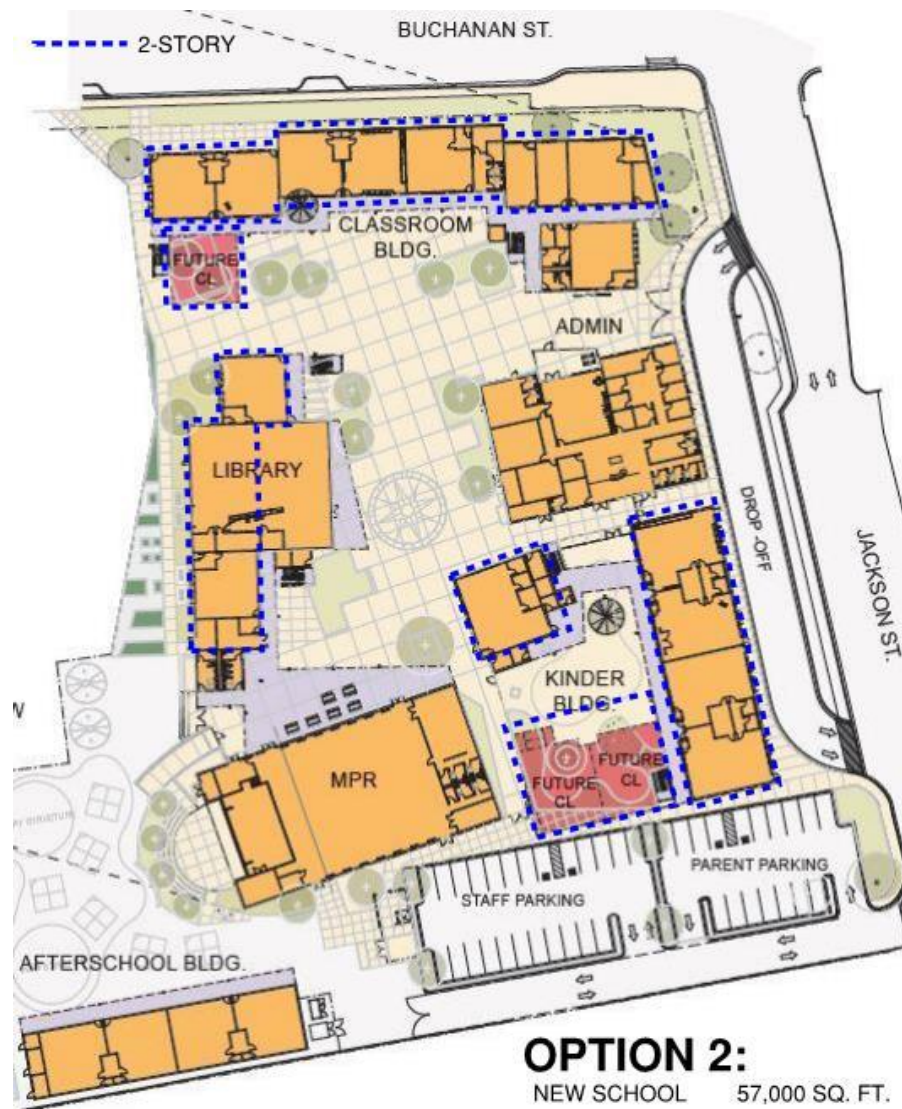 BUCHANAN ST.
2-STORY
CLASSROOM
BLDG.
FUTURE
CL
ADMIN
LIBRARY
DROP -OFF
JACKSON ST.
KINDER
BLDG.
MPR
FUTURE
CL
FUTURE
CL
PARENT PARKING
STAFF PARKING
AFTERSCHOOL BLDG.
OPTION 2:
NEW SCHOOL 57,000 SQ. FT.